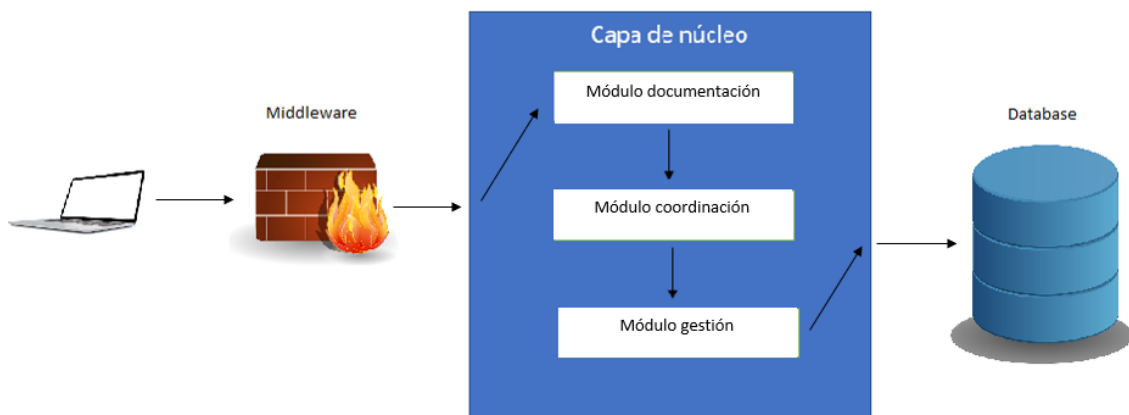 Capa de núcleo
Módulo documentación
Middleware
Database
Módulo coordinación
Módulo gestión